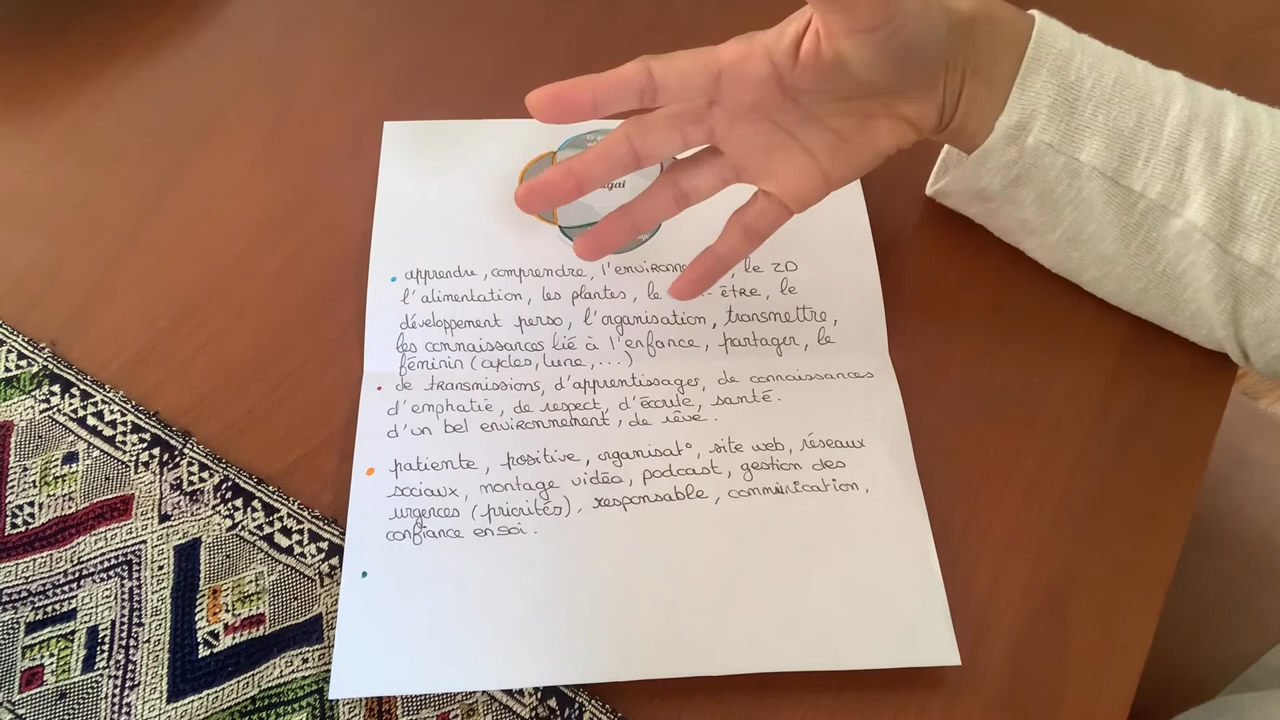 apprendre, comprendre, l'environne , le ZD
l'alimentation, les plantes, le - être, le
développement perso, l'organisation, transmettre,
les connaissances lié à l'enfance, partager, le
féminin (cycles, lune, ...)
de transmissions, d'apprentissages, de connaissances
d'emphatie, de respect, d'écoute, santé.
d'un bel environnement, de rêve.
patiente, positive, organisat°, site web, réseaux
sociaux, montage vidéo, podcast, gestion des
urgences (priorités), responsable, communication,
confiance en soi.